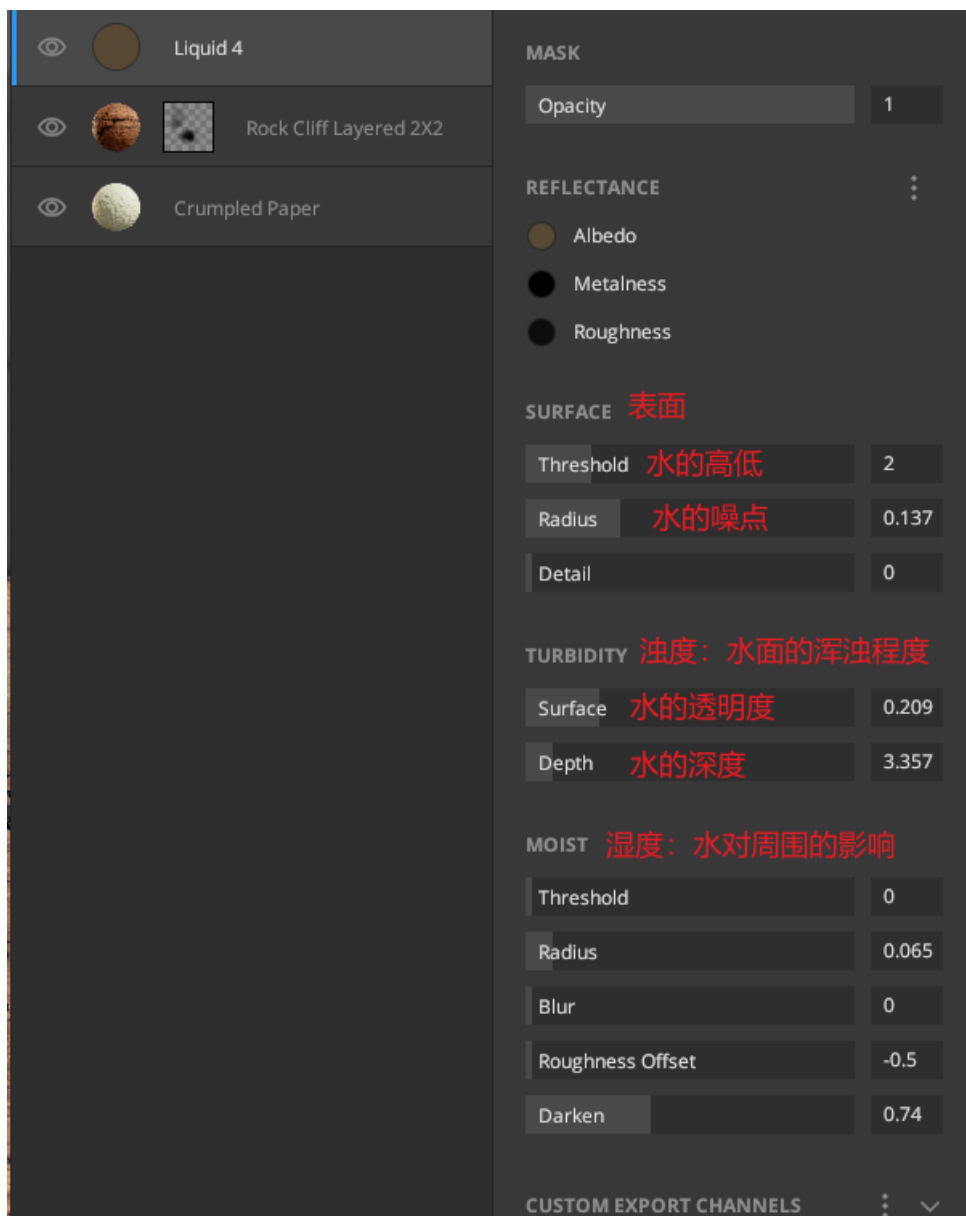 Liquid 4
Rock Cliff Layered 2X2
Crumpled Paper
MASK
Opacity 1
REFLECTANCE
Albedo
Metalness
Roughness
SURFACE 表面
Threshold 水的高低 2
Radius 水的噪点 0.137
Detail 0
TURBIDITY 浊度：水面的浑浊程度
Surface 水的透明度 0.209
Depth 水的深度 3.357
MOIST 湿度：水对周围的影响
Threshold 0
Radius 0.065
Blur 0
Roughness Offset -0.5
Darken 0.74
CUSTOM EXPORT CHANNELS